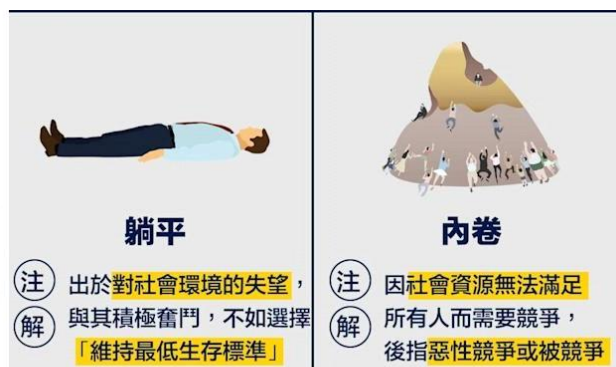 躺平
注解
出於對社會環境的失望，
與其積極奮鬥，不如選擇
「維持最低生存標準」
內卷
注解
因社會資源無法滿足
所有人而需要競爭，
後指惡性競爭或被競爭